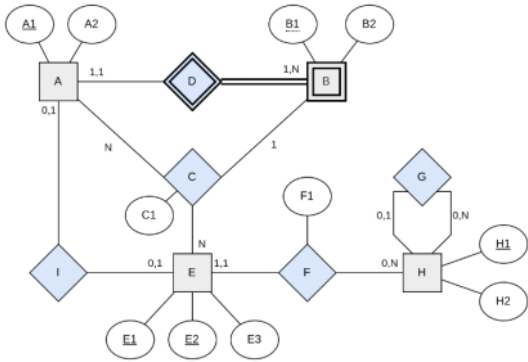 A1
A2
B1
B2
A
1,1
D
1,N
B
0,1
N
1
C
G
C1
F1
0,1
0,N
N
H1
I
0,1
E
1,1
F
0,N
H
H2
E1
E2
E3